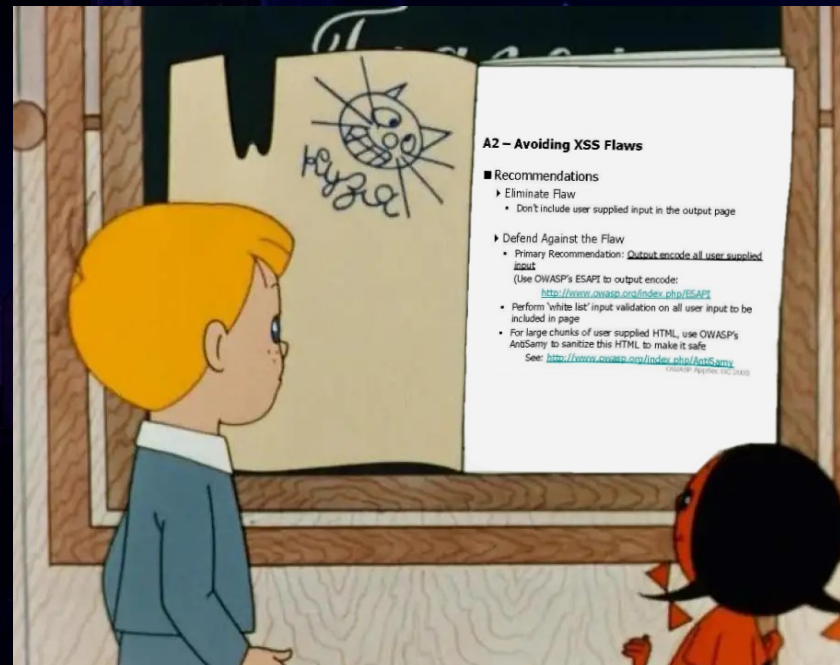 Кузя
A2 – Avoiding XSS Flaws
■ Recommendations
Eliminate Flaw
• Don't include user supplied input in the output page
Defend Against the Flaw
• Primary Recommendation: Output encode all user supplied
input
(Use OWASP's ESAPI to output encode:
http://www.owasp.org/index.php/ESAPI
• Perform 'white list' input validation on all user input to be
included in page
• For large chunks of user supplied HTML, use OWASP's
AntiSamy to sanitize this HTML to make it safe
See: http://www.owasp.org/index.php/AntiSamy
OWASP AppSec DC 2009